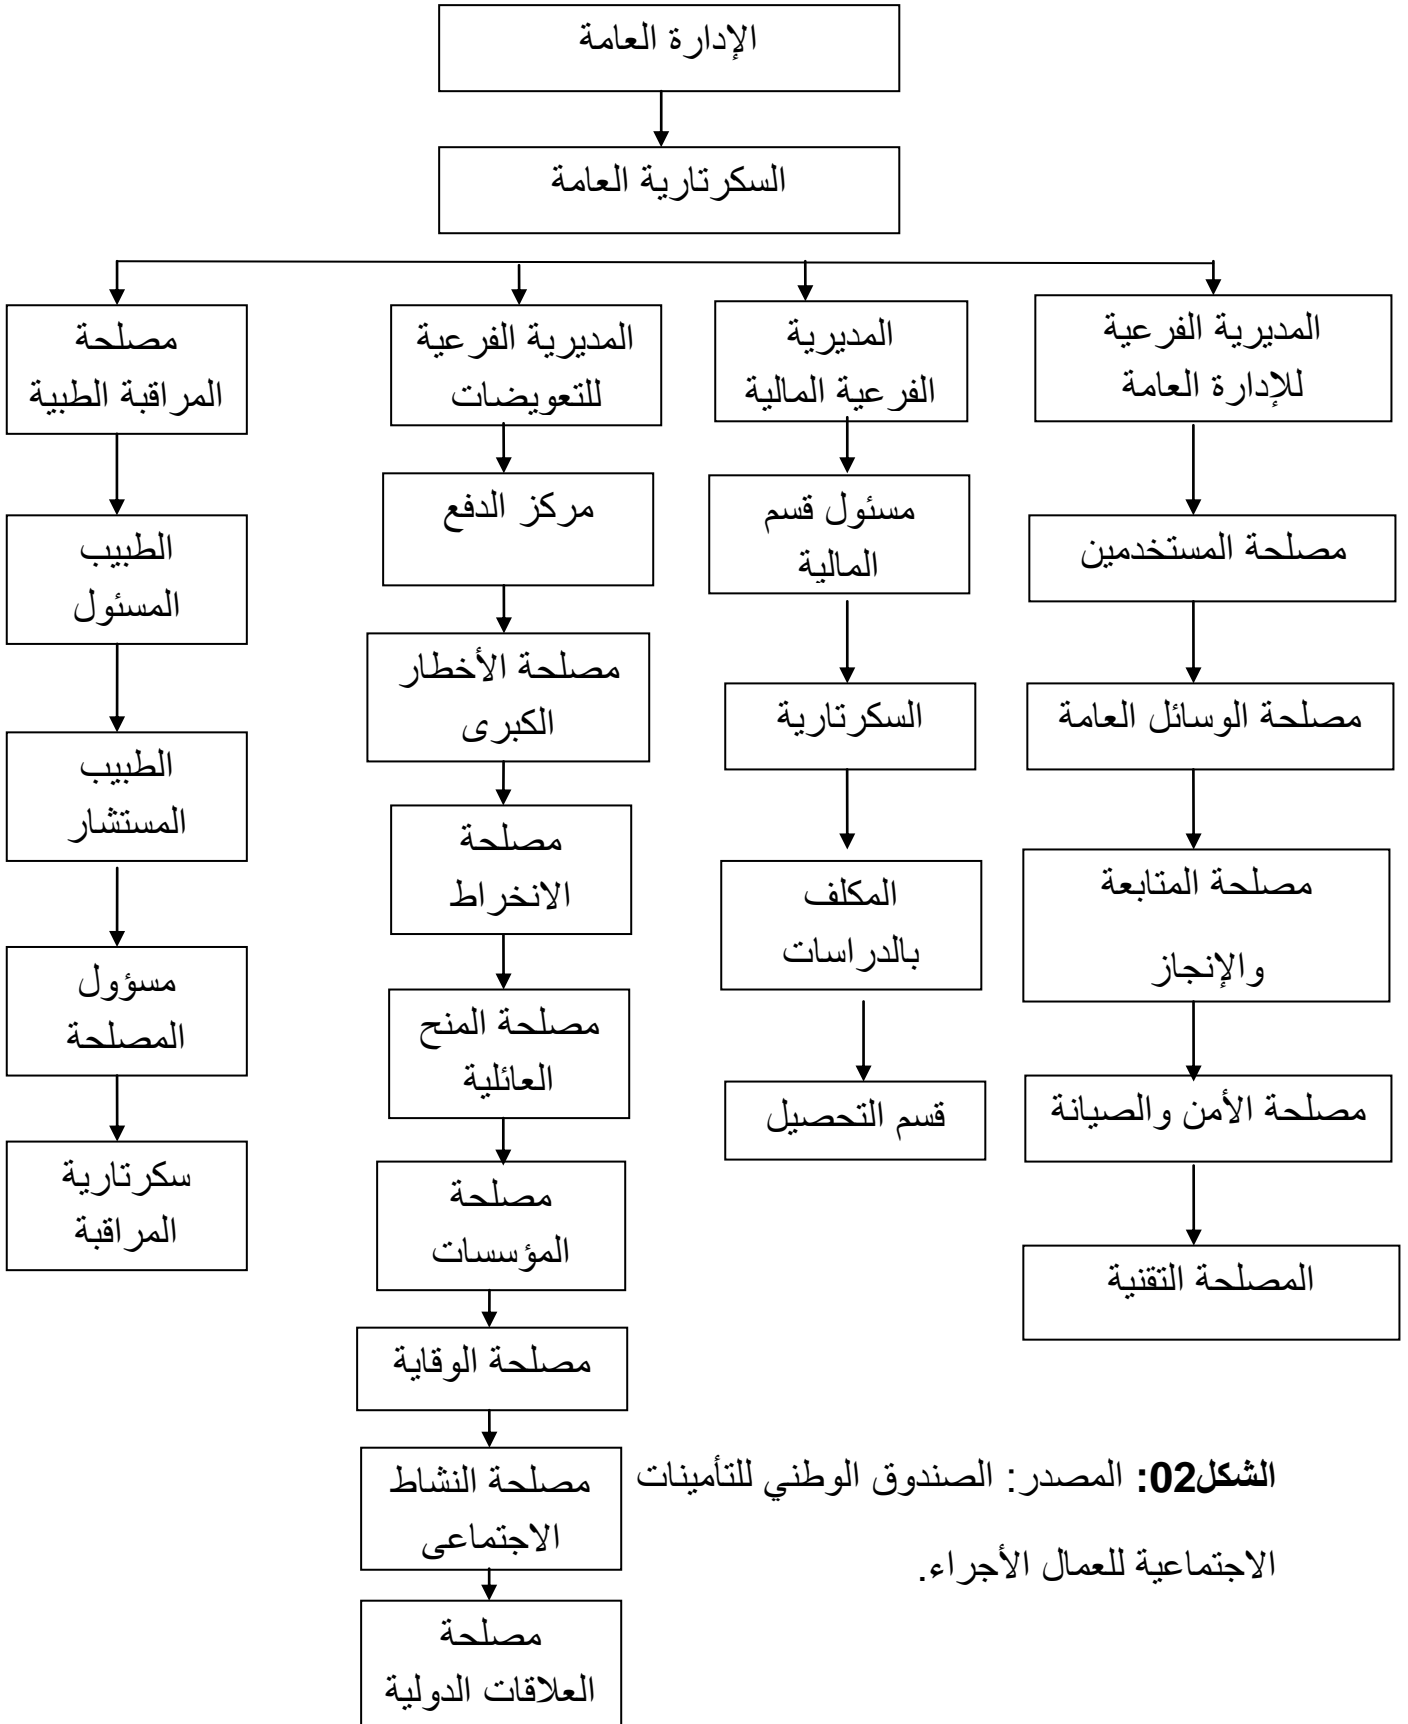 الإدارة العامة
السكرتارية العامة
المديرية الفرعية
للإدارة العامة
مصلحة المستخدمين
مصلحة الوسائل العامة
مصلحة المتابعة
والإنجاز
مصلحة الأمن والصيانة
المصلحة التقنية
المديرية
الفرعية المالية
مسئول قسم
المالية
السكرتارية
المكلف
بالدراسات
قسم التحصيل
المديرية الفرعية
للتعويضات
مركز الدفع
مصلحة الأخطار
الكبرى
مصلحة
الانخراط
مصلحة المنح
العائلية
مصلحة
المؤسسات
مصلحة الوقاية
مصلحة النشاط
الاجتماعى
مصلحة
العلاقات الدولية
مصلحة
المراقبة الطبية
الطبيب
المسئول
الطبيب
المستشار
مسؤول
المصلحة
سكرتارية
المراقبة
الشكل02: المصدر: الصندوق الوطني للتأمينات
الاجتماعية للعمال الأجراء.